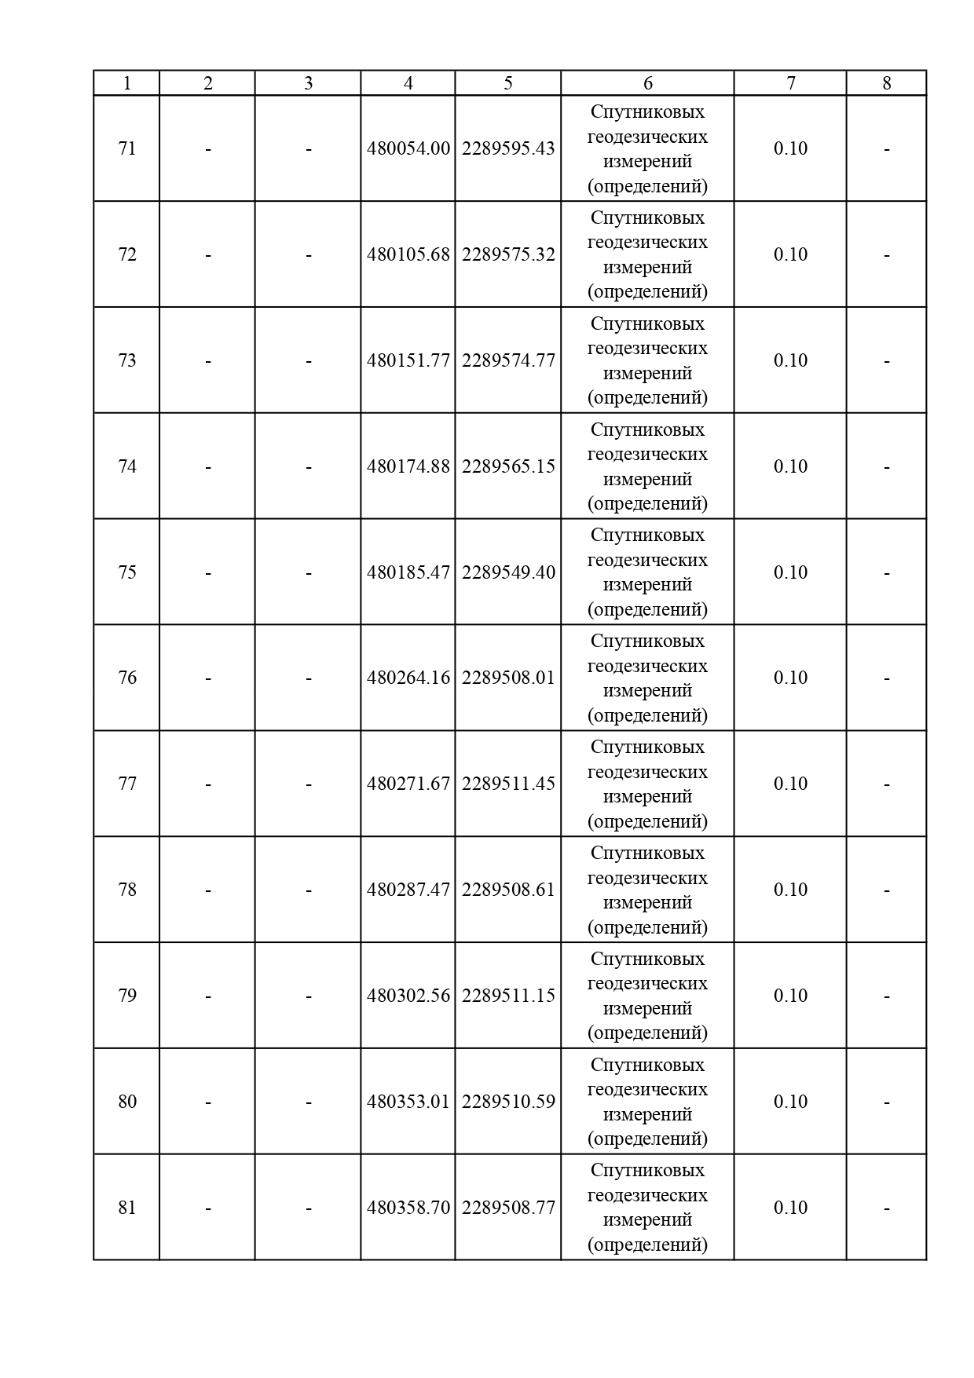 1 2 3 4 5 6 7 8
71 - - 480054.00 2289595.43 Спутниковых геодезических измерений (определений) 0.10 -
72 - - 480105.68 2289575.32 Спутниковых геодезических измерений (определений) 0.10 -
73 - - 480151.77 2289574.77 Спутниковых геодезических измерений (определений) 0.10 -
74 - - 480174.88 2289565.15 Спутниковых геодезических измерений (определений) 0.10 -
75 - - 480185.47 2289549.40 Спутниковых геодезических измерений (определений) 0.10 -
76 - - 480264.16 2289508.01 Спутниковых геодезических измерений (определений) 0.10 -
77 - - 480271.67 2289511.45 Спутниковых геодезических измерений (определений) 0.10 -
78 - - 480287.47 2289508.61 Спутниковых геодезических измерений (определений) 0.10 -
79 - - 480302.56 2289511.15 Спутниковых геодезических измерений (определений) 0.10 -
80 - - 480353.01 2289510.59 Спутниковых геодезических измерений (определений) 0.10 -
81 - - 480358.70 2289508.77 Спутниковых геодезических измерений (определений) 0.10 -